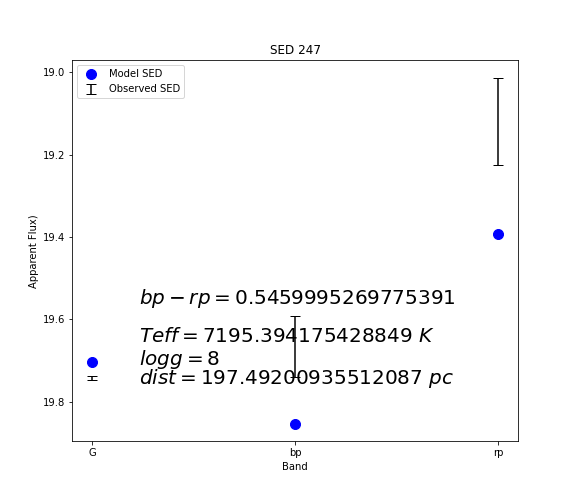 SED 247
Model SED
Observed SED
19.0
19.2
19.4
19.6
19.8
Apparent Flux)
bp − rp = 0.5459995269775391
Teff = 7195.394175428849 K
logg = 8
dist = 197.49200935512087 pc
G
bp
rp
Band